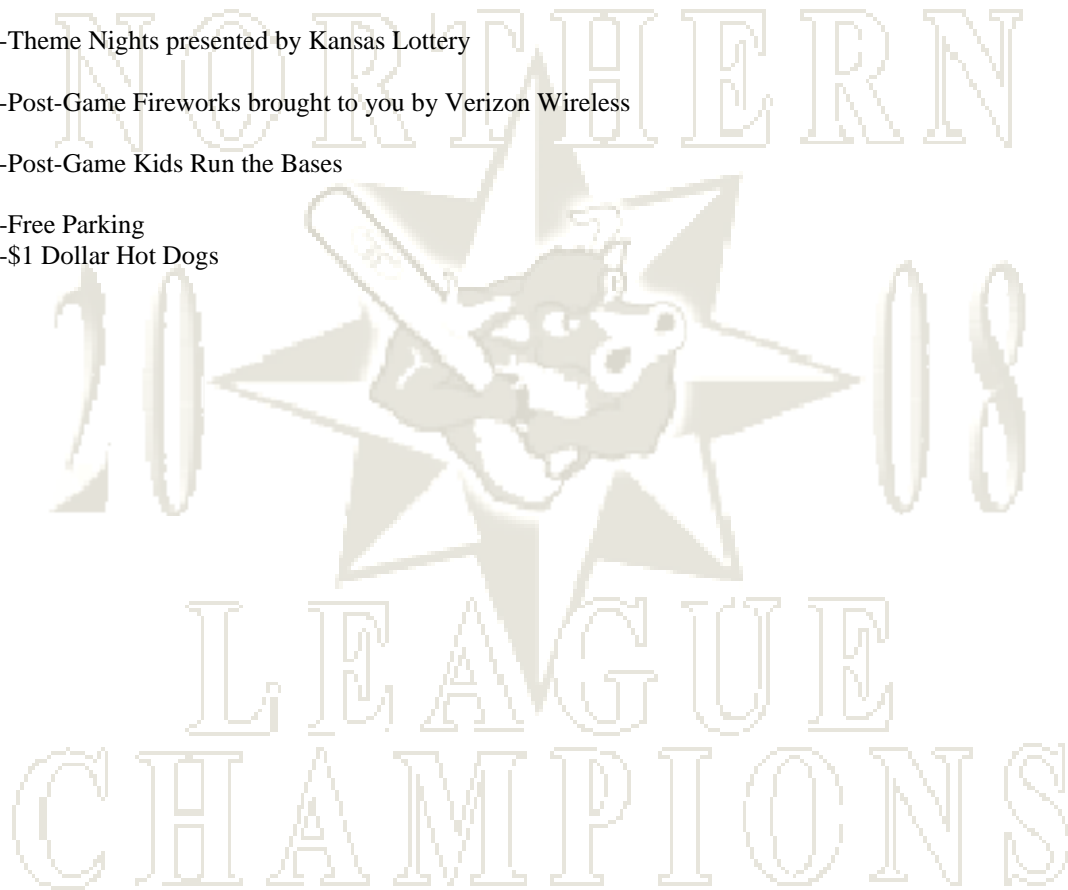 NORTHERN
-Theme Nights presented by Kansas Lottery
-Post-Game Fireworks brought to you by Verizon Wireless
-Post-Game Kids Run the Bases
-Free Parking
-$1 Dollar Hot Dogs
20 08
LEAGUE
CHAMPIONS